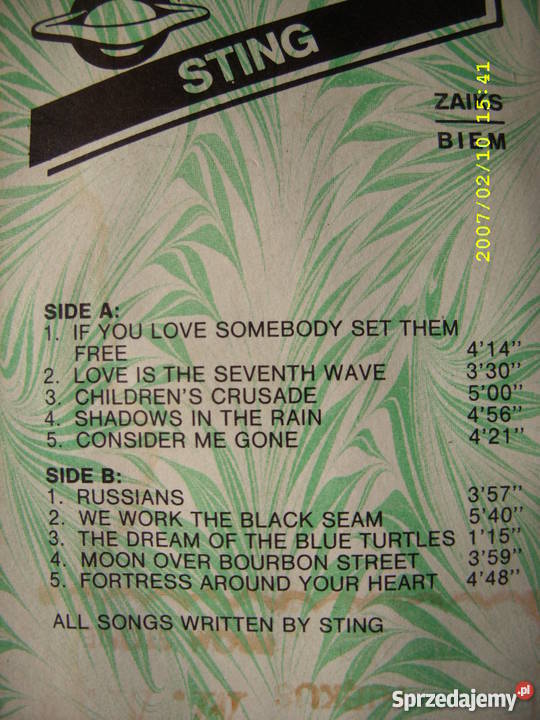 STING
ZAIKS
BIEM
2007/02/10 15:41
SIDE A:
1. IF YOU LOVE SOMEBODY SET THEM
FREE 4'14"
2. LOVE IS THE SEVENTH WAVE 3'30"
3. CHILDREN'S CRUSADE 5'00"
4. SHADOWS IN THE RAIN 4'56"
5. CONSIDER ME GONE 4'21"
SIDE B:
1. RUSSIANS 3'57"
2. WE WORK THE BLACK SEAM 5'40"
3. THE DREAM OF THE BLUE TURTLES 1'15"
4. MOON OVER BOURBON STREET 3'59"
5. FORTRESS AROUND YOUR HEART 4'48"
ALL SONGS WRITTEN BY STING
Sprzedajemy.pl